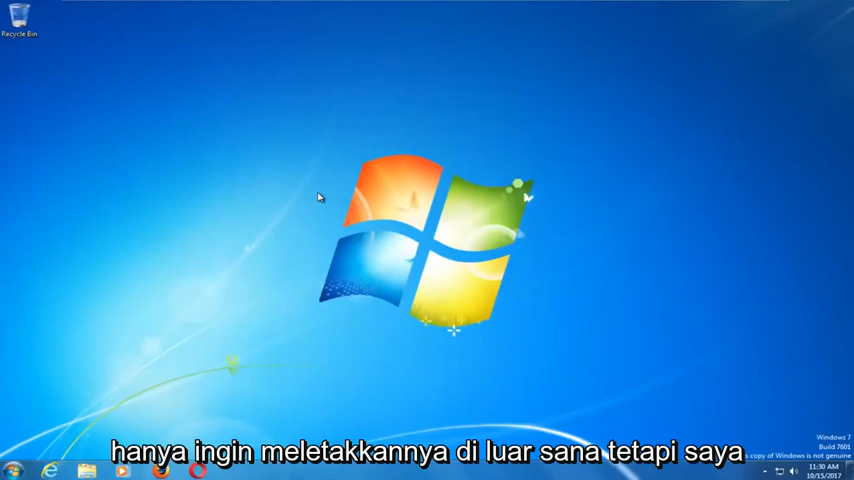 Recycle Bin
Windows 7
Build 7601
s copy of Windows is not genuine
hanya ingin meletakkannya di luar sana tetapi saya
11:30 AM
10/15/2017